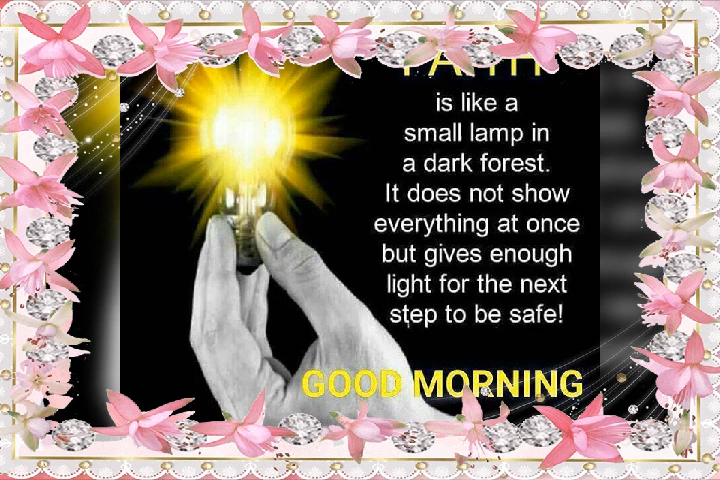 FAITH
is like a
small lamp in
a dark forest.
It does not show
everything at once
but gives enough
light for the next
step to be safe!
GOOD MORNING